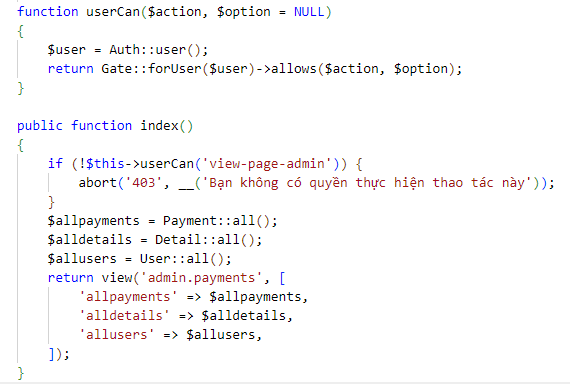 function userCan($action, $option = NULL)
{
    $user = Auth::user();
    return Gate::forUser($user)->allows($action, $option);
}

public function index()
{
    if (!$this->userCan('view-page-admin')) {
        abort('403', __('Bạn không có quyền thực hiện thao tác này'));
    }
    $allpayments = Payment::all();
    $alldetails = Detail::all();
    $allusers = User::all();
    return view('admin.payments', [
        'allpayments' => $allpayments,
        'alldetails' => $alldetails,
        'allusers' => $allusers,
    ]);
}